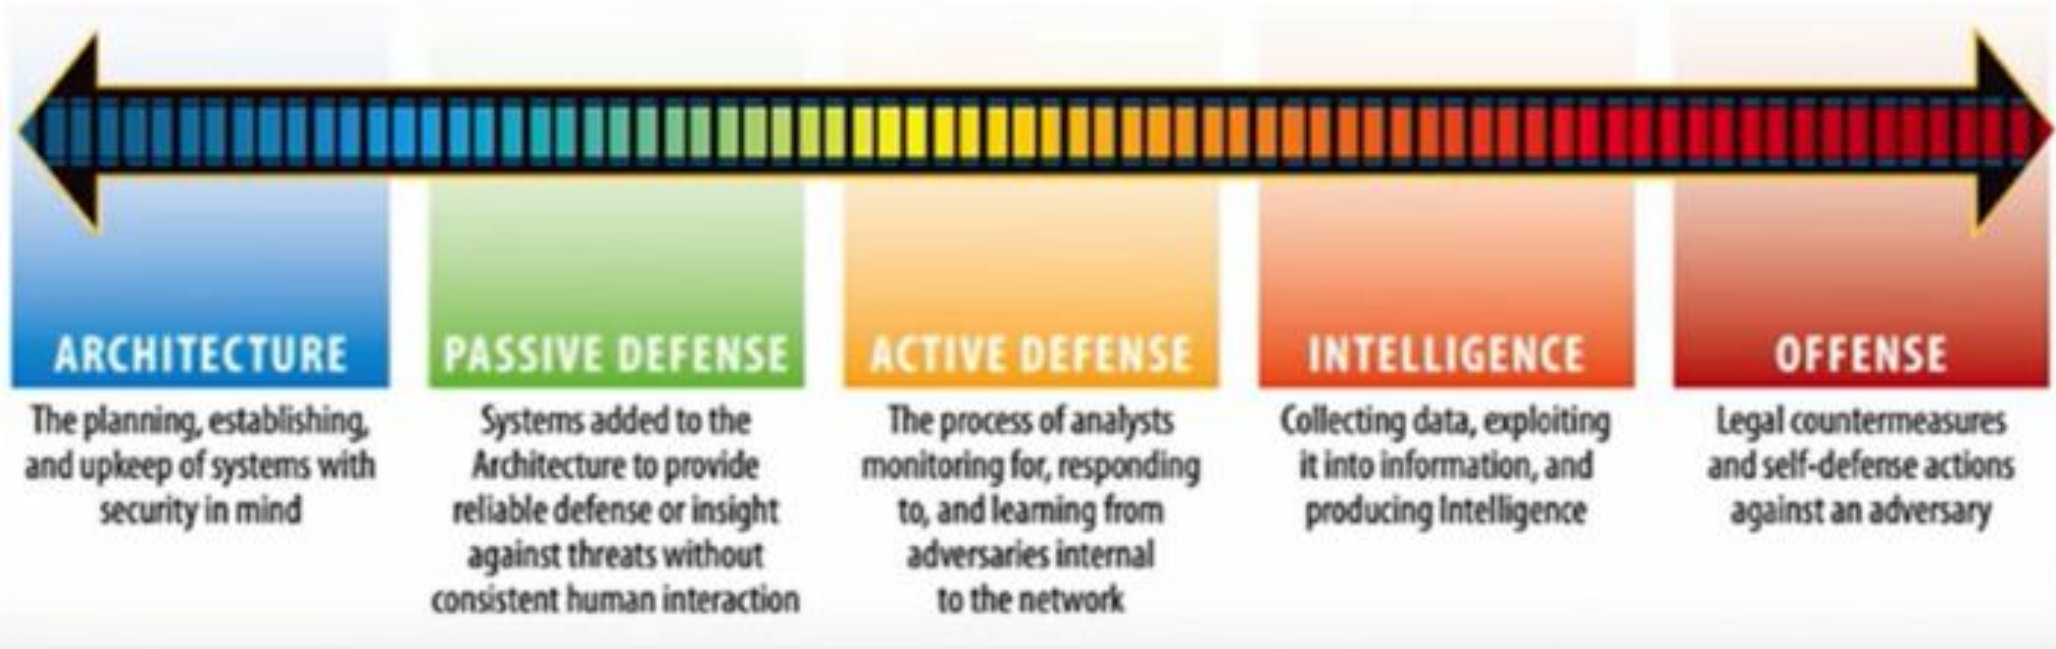 ARCHITECTURE
The planning, establishing,
and upkeep of systems with
security in mind
PASSIVE DEFENSE
Systems added to the
Architecture to provide
reliable defense or insight
against threats without
consistent human interaction
ACTIVE DEFENSE
The process of analysts
monitoring for, responding
to, and learning from
adversaries internal
to the network
INTELLIGENCE
Collecting data, exploiting
it into information, and
producing Intelligence
OFFENSE
Legal countermeasures
and self-defense actions
against an adversary